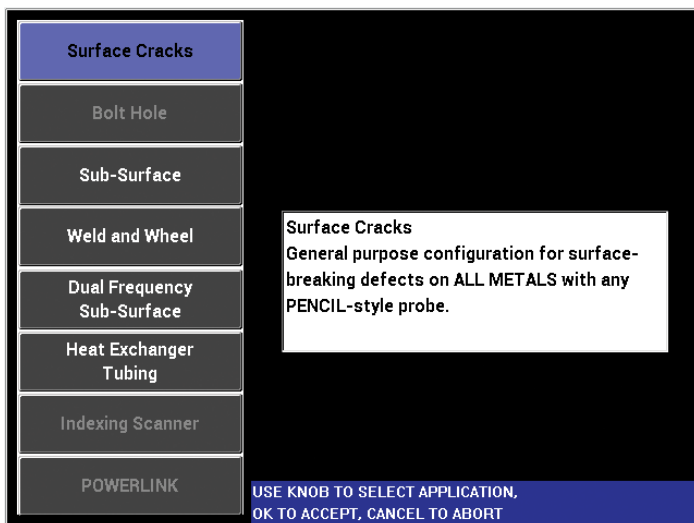 Surface Cracks
Bolt Hole
Sub-Surface
Weld and Wheel
Dual Frequency
Sub-Surface
Heat Exchanger
Tubing
Indexing Scanner
POWERLINK
Surface Cracks
General purpose configuration for surface-
breaking defects on ALL METALS with any
PENCIL-style probe.
USE KNOB TO SELECT APPLICATION,
OK TO ACCEPT, CANCEL TO ABORT